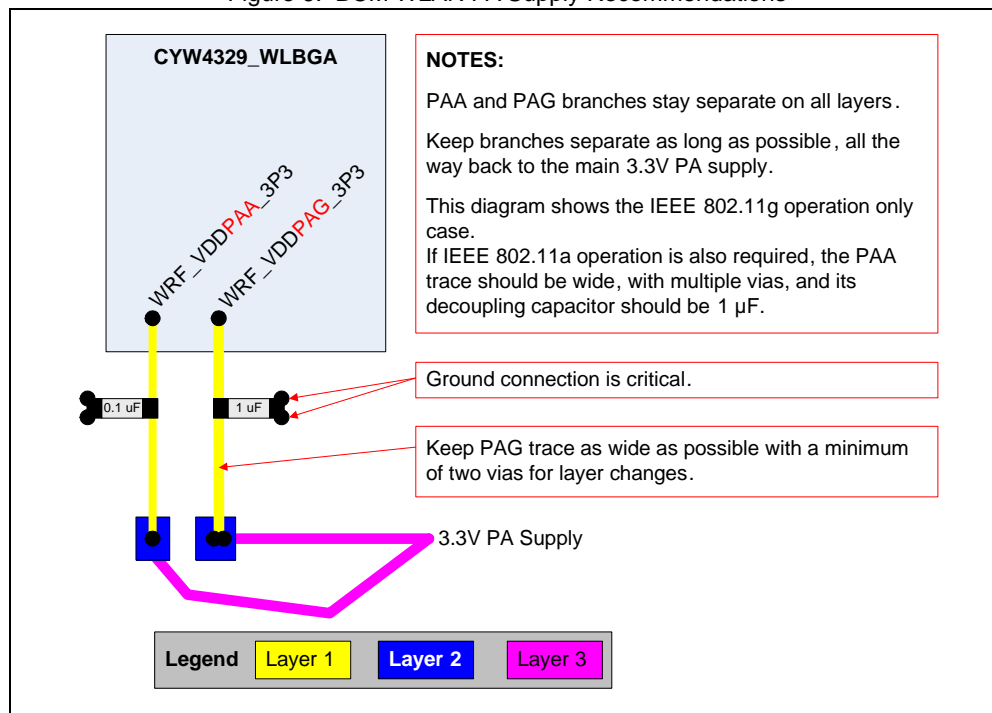 CYW4329_WLBGA
WRF_VDDPAA_3P3
WRF_VDDPAG_3P3
0.1 uF
1 uF
NOTES:
PAA and PAG branches stay separate on all layers.
Keep branches separate as long as possible, all the
way back to the main 3.3V PA supply.
This diagram shows the IEEE 802.11g operation only
case.
If IEEE 802.11a operation is also required, the PAA
trace should be wide, with multiple vias, and its
decoupling capacitor should be 1 µF.
Ground connection is critical.
Keep PAG trace as wide as possible with a minimum
of two vias for layer changes.
3.3V PA Supply
Legend
Layer 1
Layer 2
Layer 3